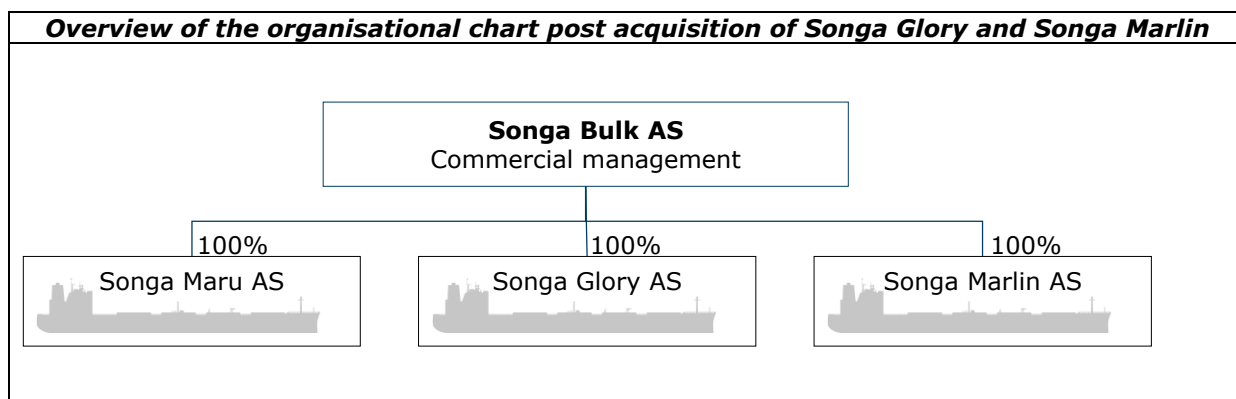 Overview of the organisational chart post acquisition of Songa Glory and Songa Marlin
Songa Bulk AS
Commercial management
100%
100%
100%
Songa Maru AS
Songa Glory AS
Songa Marlin AS